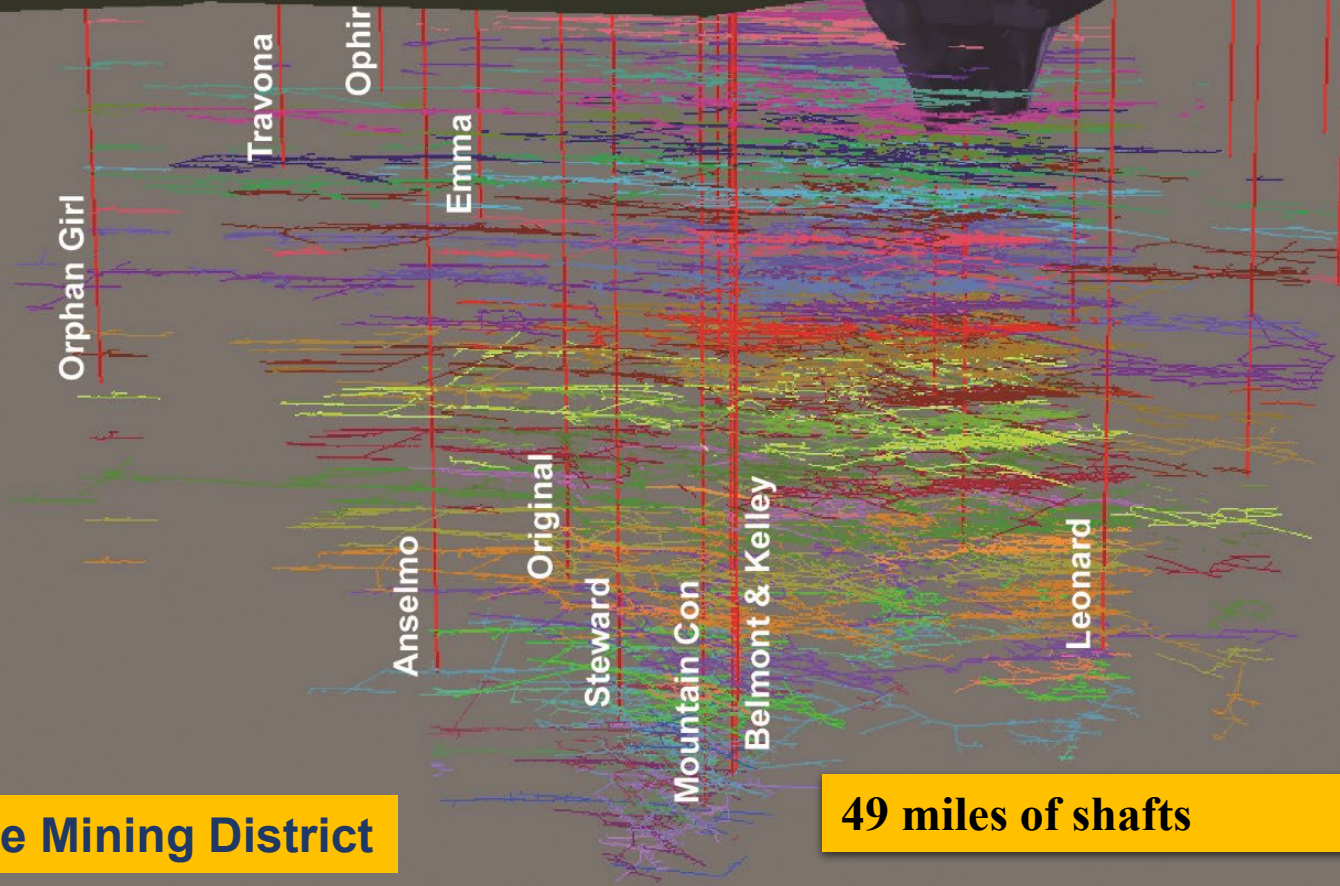 Orphan Girl
Travona
Ophir
Anselmo
Emma
Original
Steward
Mountain Con
Belmont & Kelley
Leonard
e Mining District
49 miles of shafts